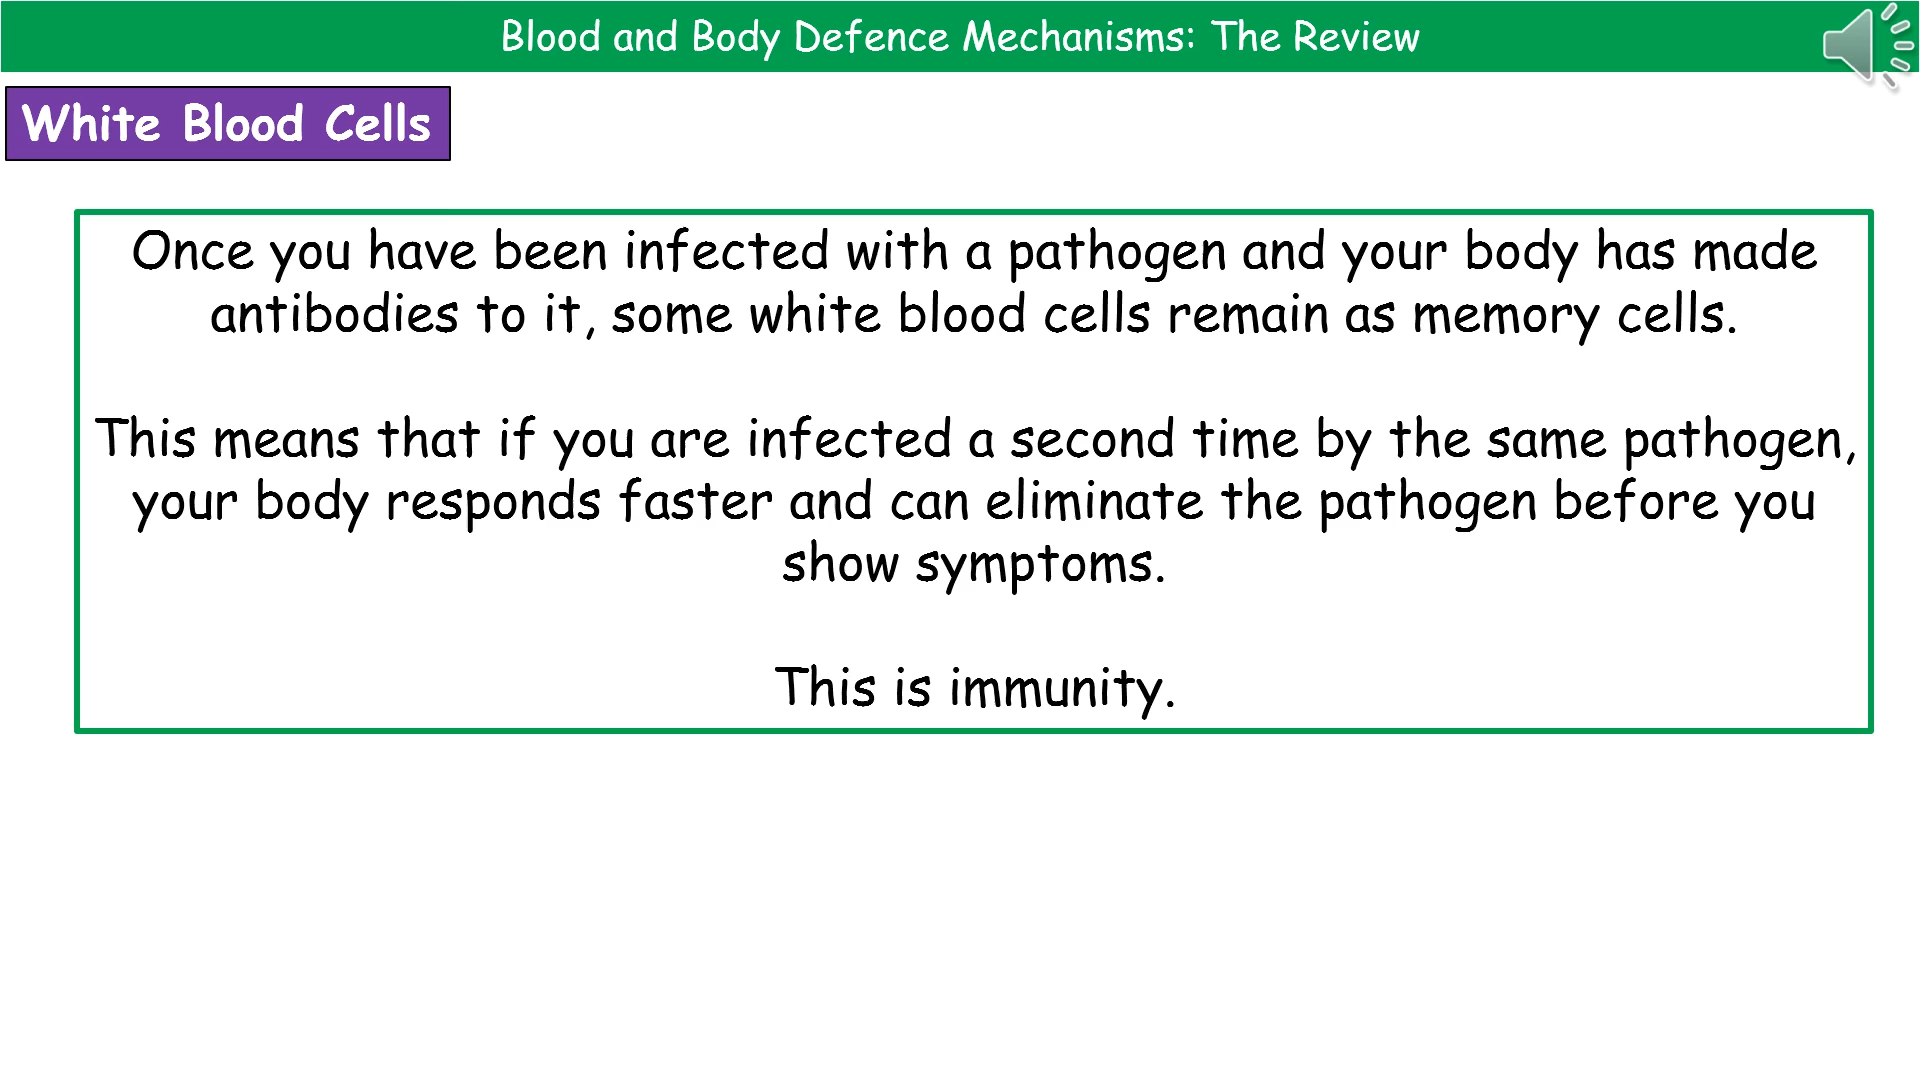 Blood and Body Defence Mechanisms: The Review
White Blood Cells
Once you have been infected with a pathogen and your body has made
antibodies to it, some white blood cells remain as memory cells.
This means that if you are infected a second time by the same pathogen,
your body responds faster and can eliminate the pathogen before you
show symptoms.
This is immunity.